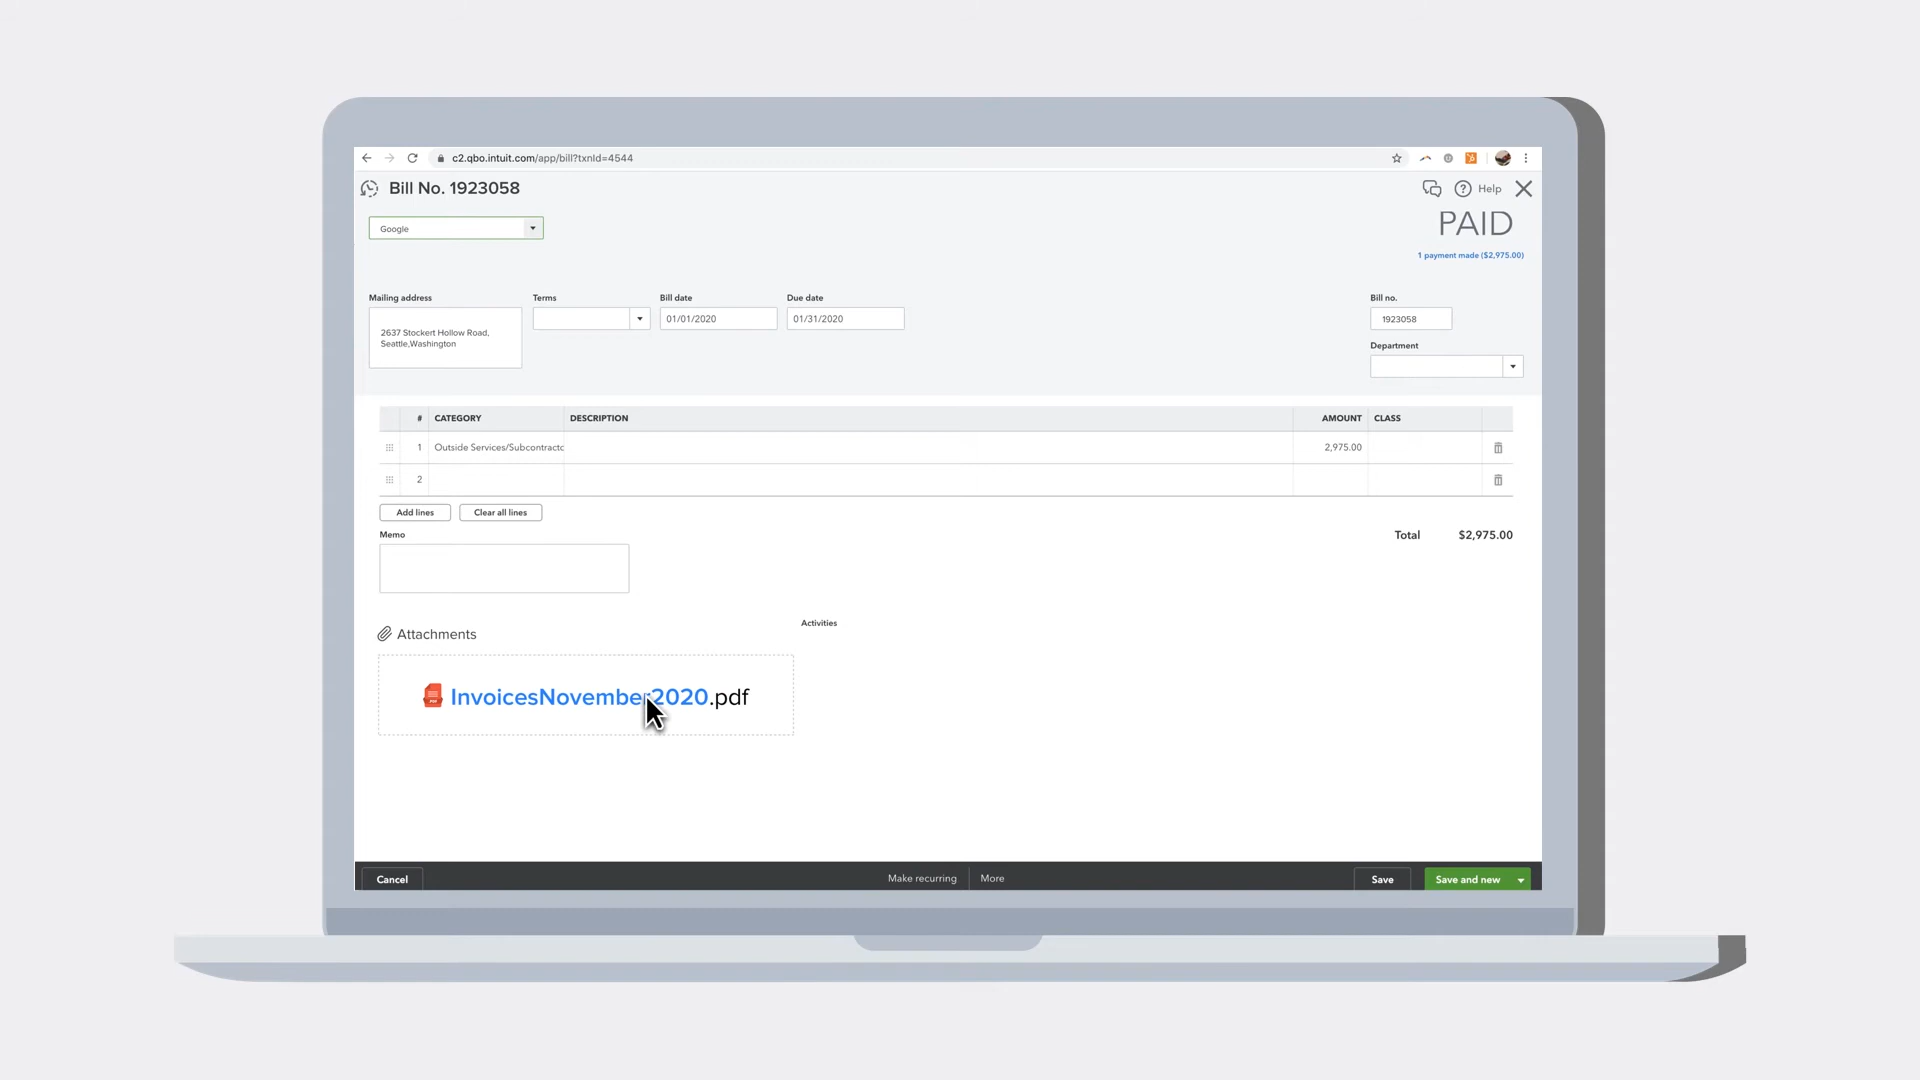 c2.qbo.intuit.com/app/bill?txnId=4544
Bill No. 1923058
Help
Google
PAID
1 payment made ($2,975.00)
Mailing address
Terms
Bill date
Due date
Bill no.
2637 Stockert Hollow Road,
Seattle,Washington
01/01/2020
01/31/2020
1923058
Department
# CATEGORY DESCRIPTION AMOUNT CLASS
1 Outside Services/Subcontracto 2,975.00
2
Add lines
Clear all lines
Memo
Total $2,975.00
Activities
Attachments
InvoicesNovember2020.pdf
Cancel
Make recurring
More
Save
Save and new